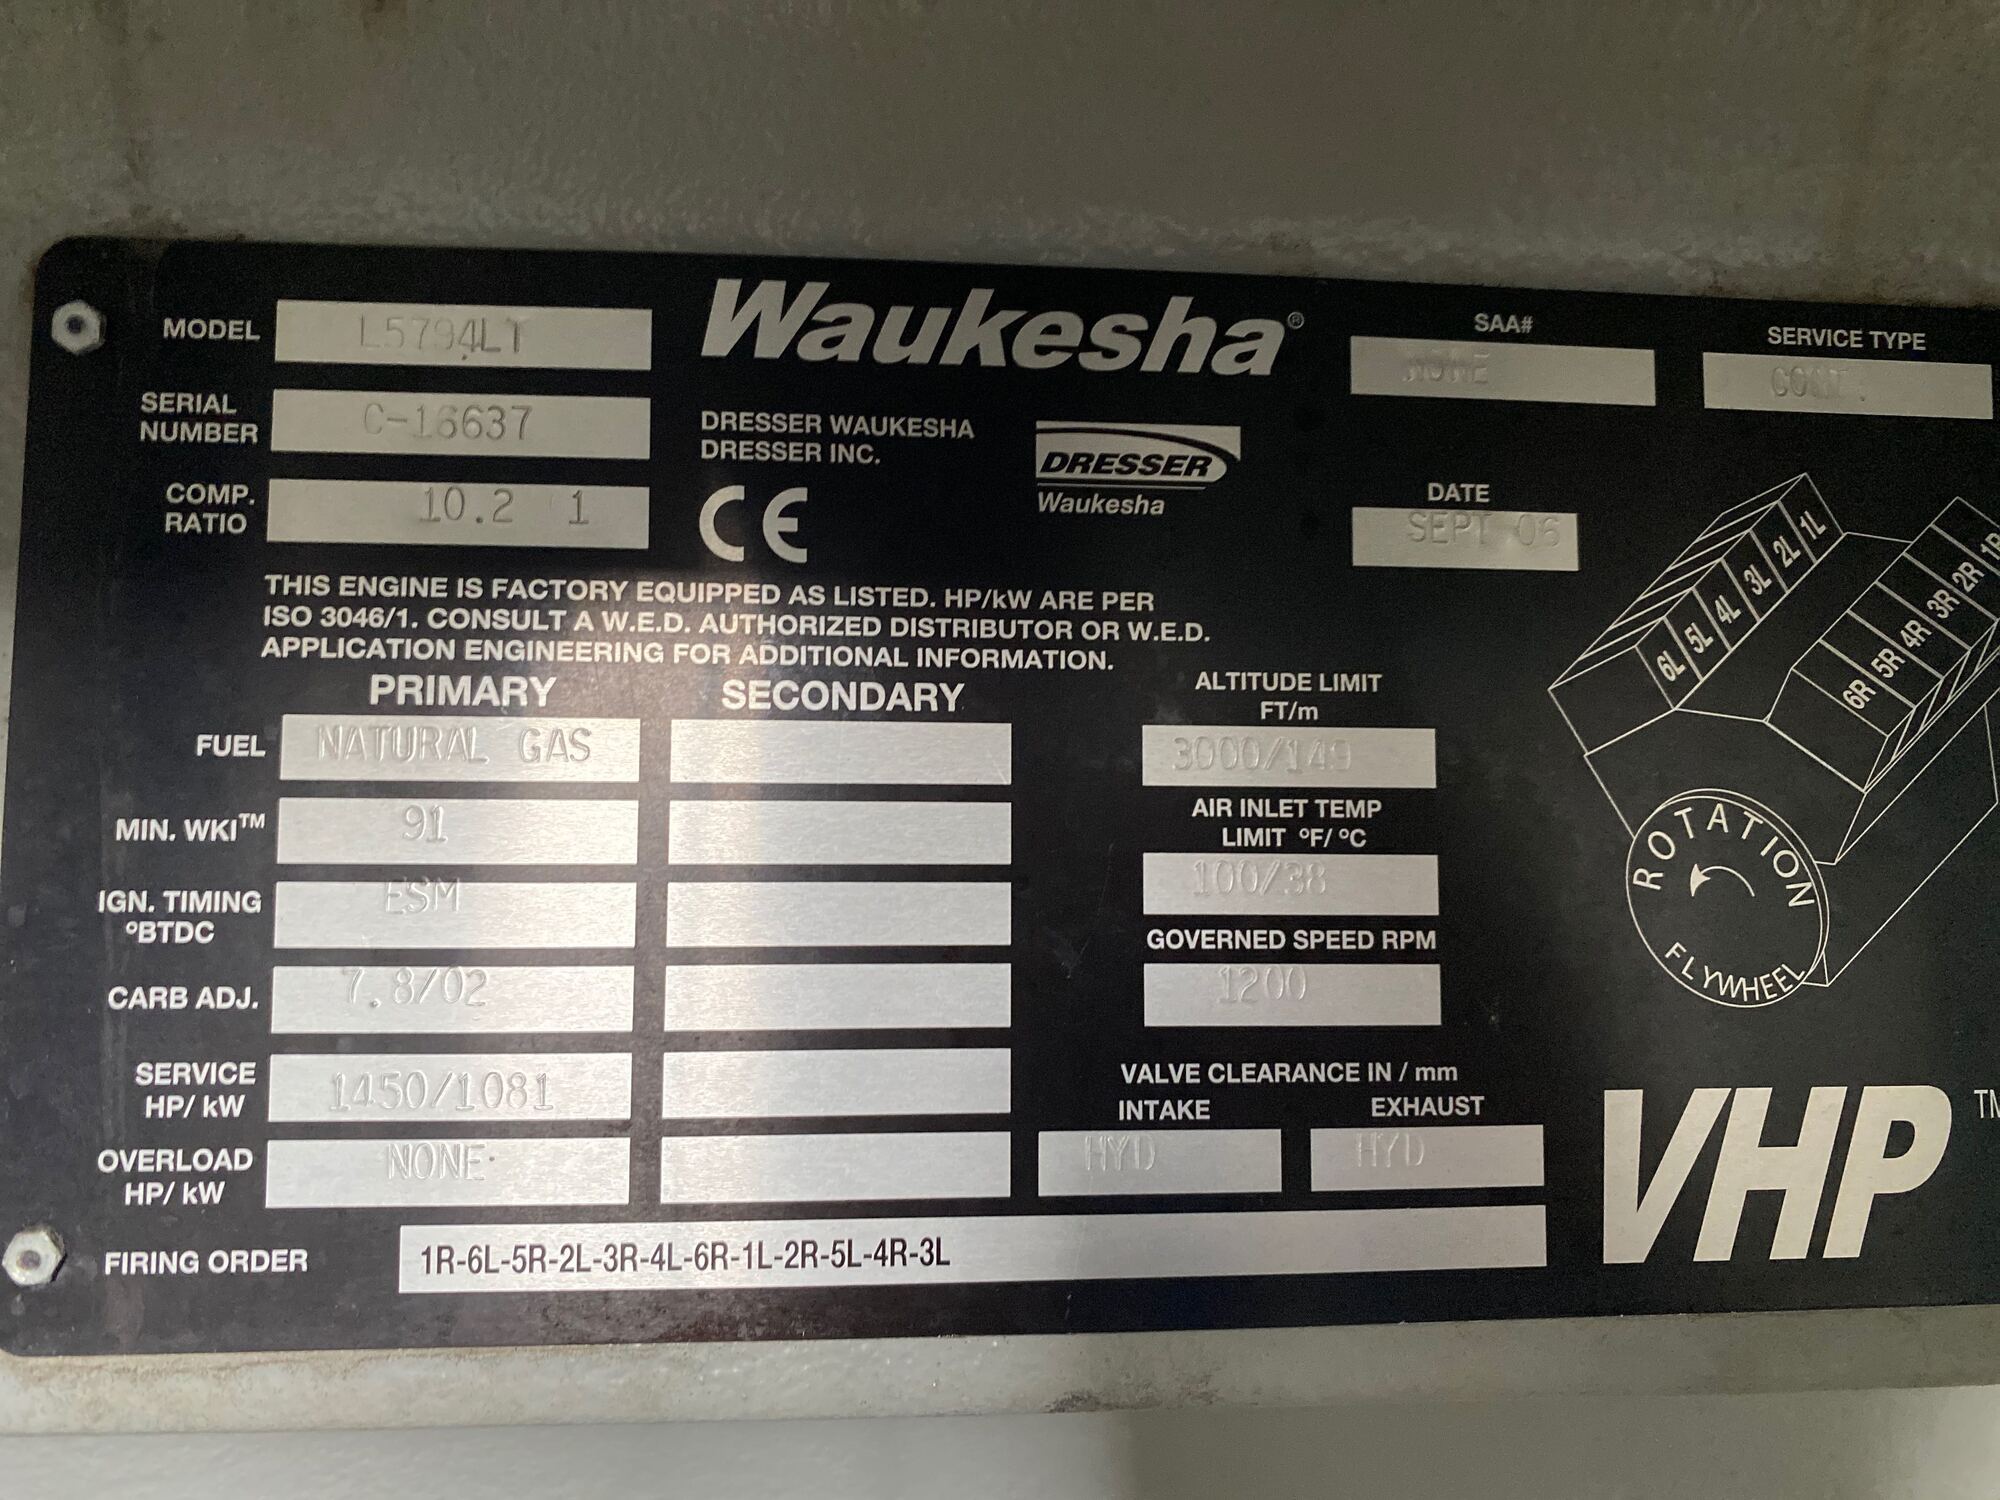 MODEL L5794LT
Waukesha®
SAA# NONE
SERVICE TYPE CONT.
SERIAL NUMBER C-16637
DRESSER WAUKESHA
DRESSER INC.
DRESSER
Waukesha
COMP. RATIO 10.2 1
CE
DATE SEPT 06
THIS ENGINE IS FACTORY EQUIPPED AS LISTED. HP/kW ARE PER
ISO 3046/1. CONSULT A W.E.D. AUTHORIZED DISTRIBUTOR OR W.E.D.
APPLICATION ENGINEERING FOR ADDITIONAL INFORMATION.
PRIMARY SECONDARY
FUEL NATURAL GAS
MIN. WKI™ 91
IGN. TIMING
°BTDC
ESM
CARB ADJ. 7.8/02
SERVICE
HP/ kW
1450/1081
OVERLOAD
HP/ kW
NONE
ALTITUDE LIMIT
FT/m
3000/149
AIR INLET TEMP
LIMIT °F/ °C
100/38
GOVERNED SPEED RPM
1200
VALVE CLEARANCE IN / mm
INTAKE EXHAUST
HYD HYD
FIRING ORDER 1R-6L-5R-2L-3R-4L-6R-1L-2R-5L-4R-3L
6L 5L 4L 3L 2L 1L
6R 5R 4R 3R 2R 1R
ROTATION
FLYWHEEL
VHP™